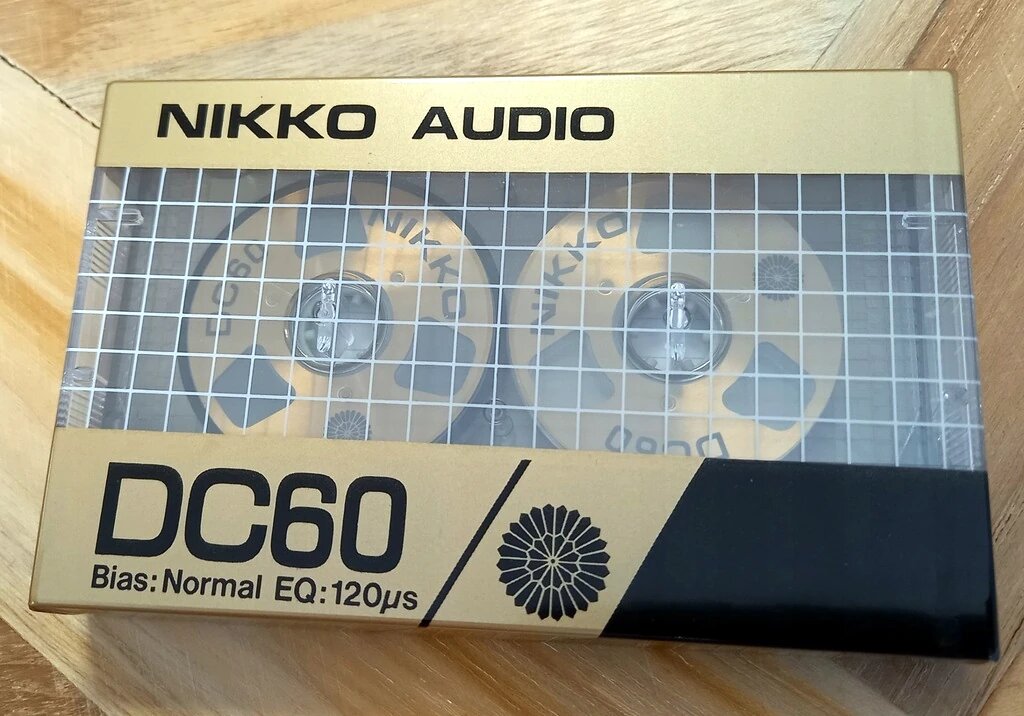 NIKKO AUDIO
DC60
NIKKO
NIKKO
DC60
DC60
Bias: Normal EQ: 120µs